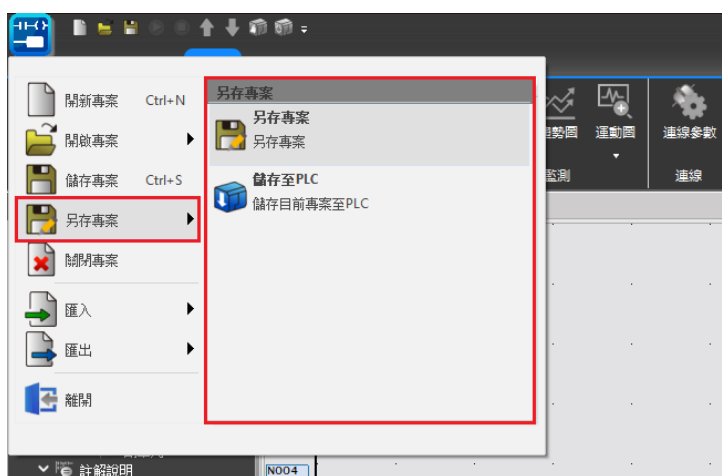 開新專案 Ctrl+N
開啟專案
儲存專案 Ctrl+S
另存專案
關閉專案
匯入
匯出
離開
另存專案
另存專案
另存專案
儲存至PLC
儲存目前專案至PLC
趨勢圖
運動圖
連線參數
監測
連線
註解說明
N004